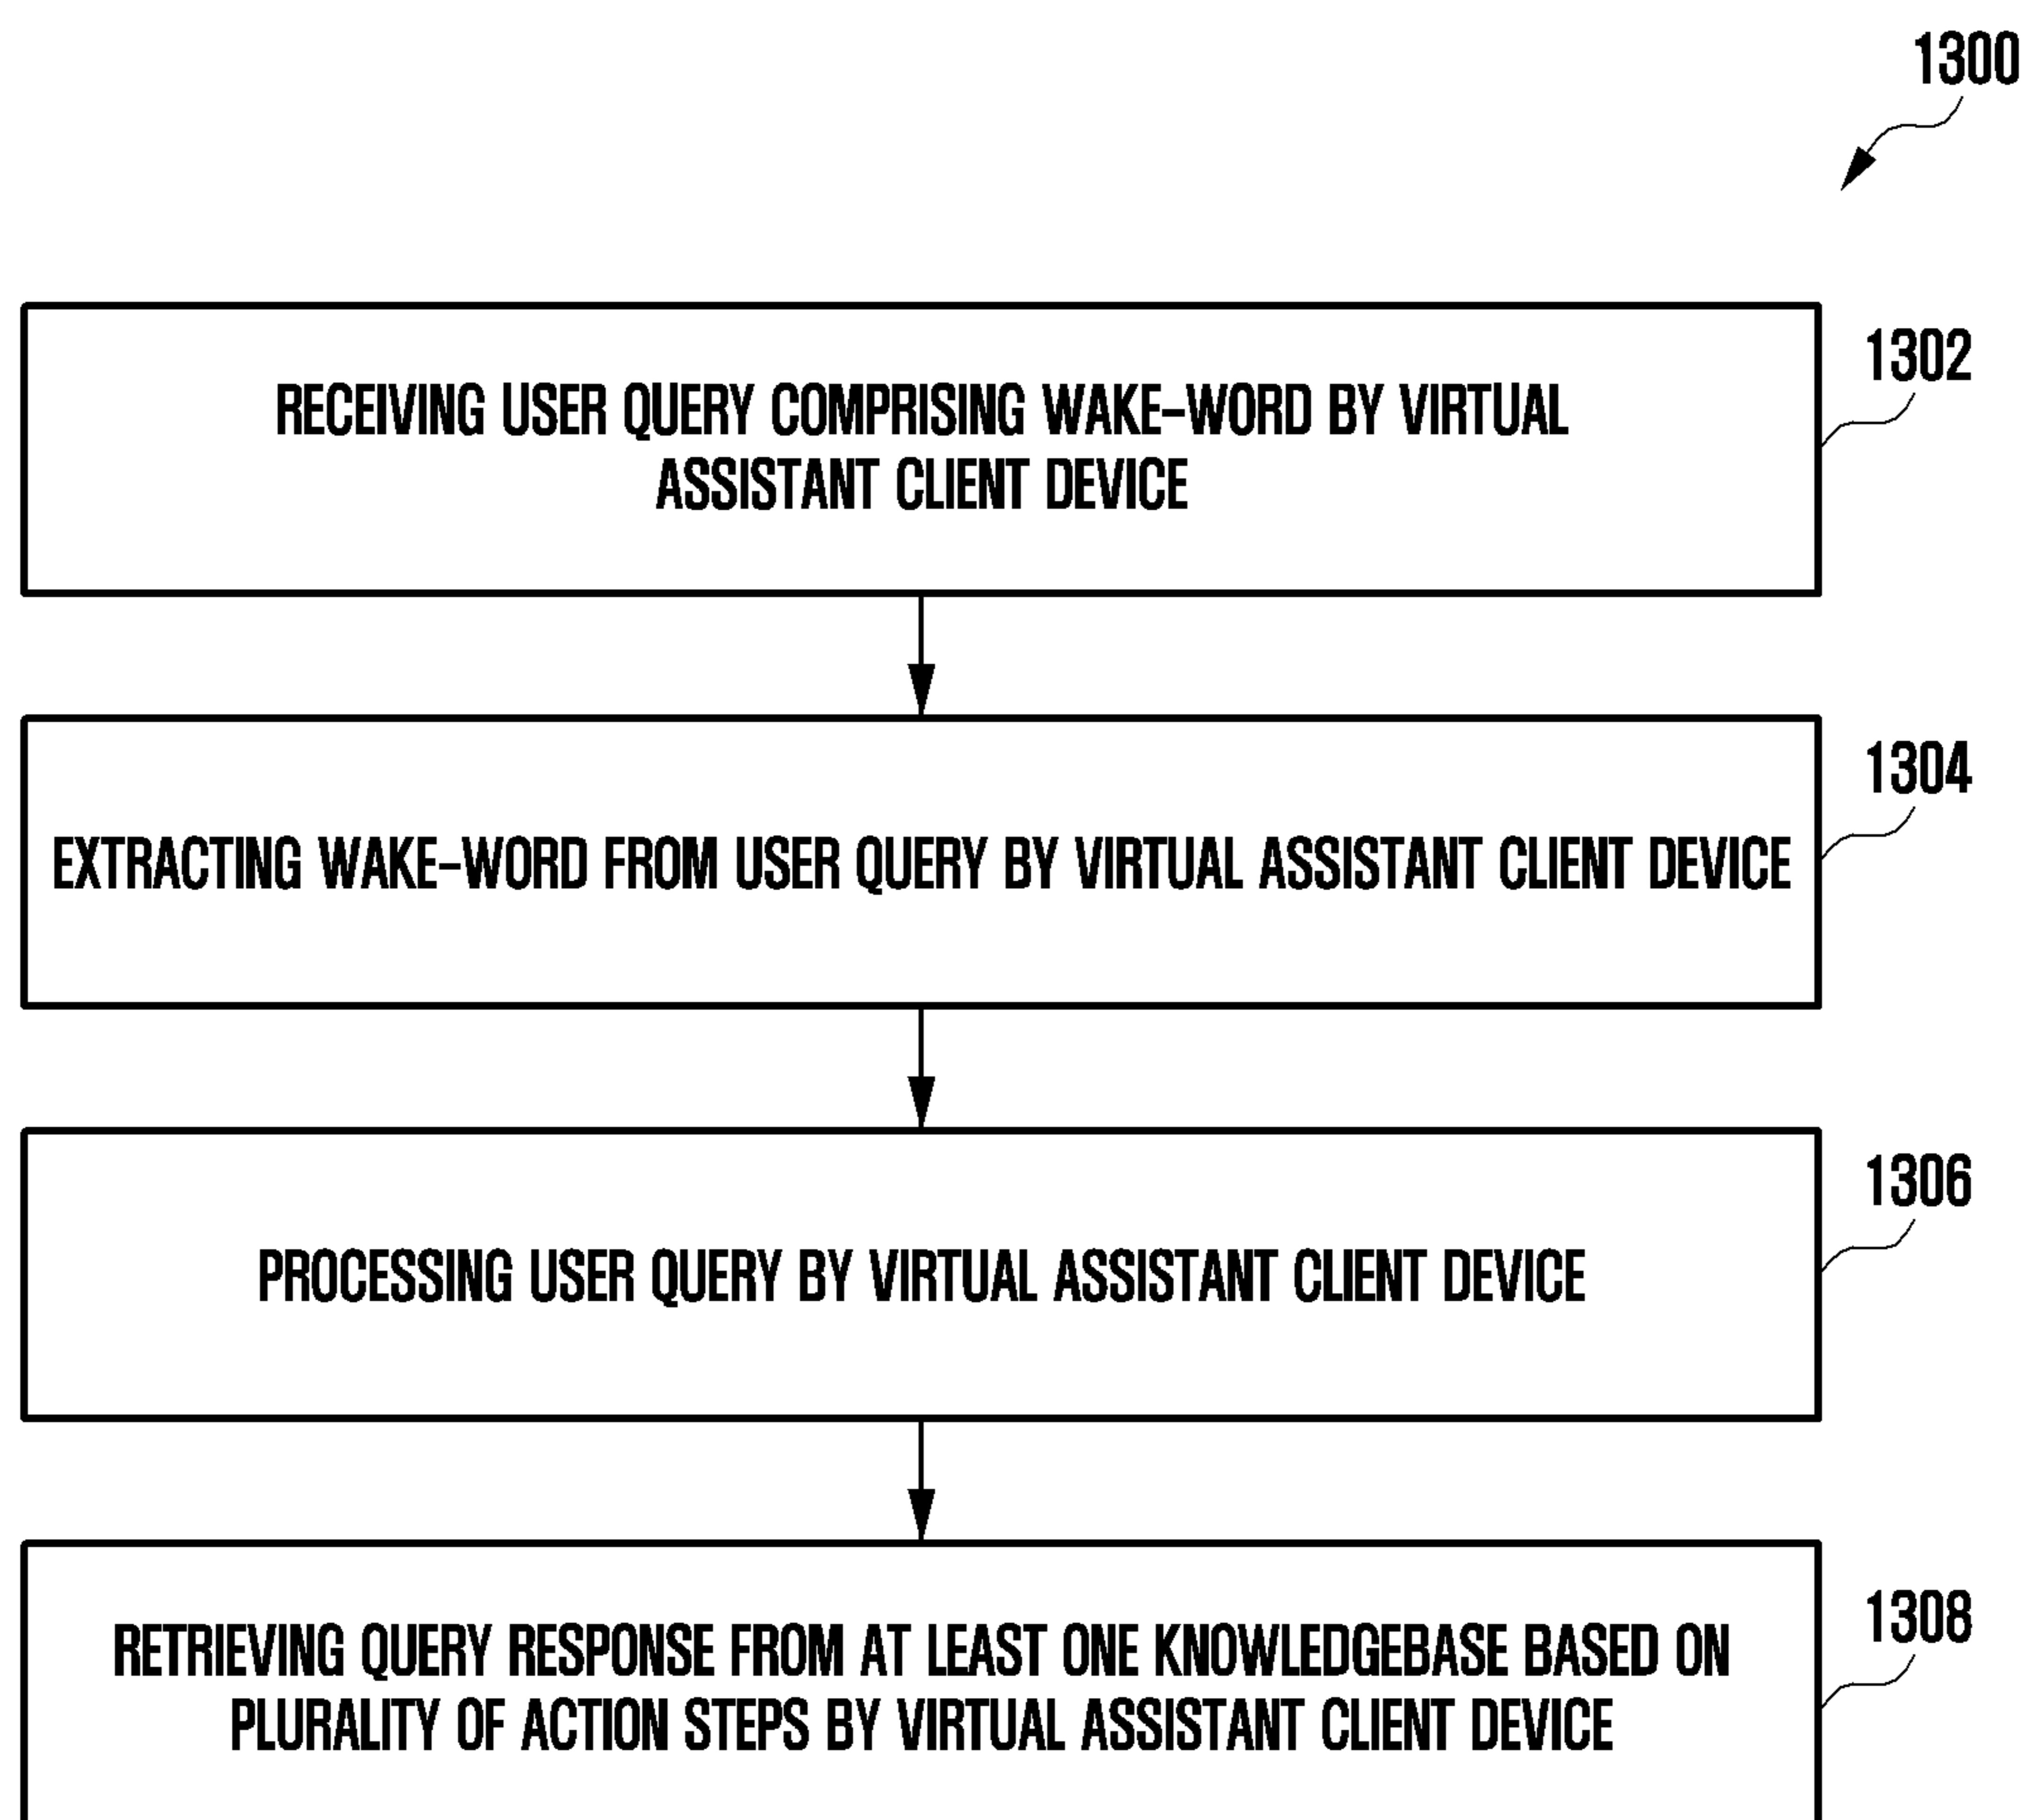 1300
RECEIVING USER QUERY COMPRISING WAKE-WORD BY VIRTUAL
ASSISTANT CLIENT DEVICE
1302
EXTRACTING WAKE-WORD FROM USER QUERY BY VIRTUAL ASSISTANT CLIENT DEVICE
1304
PROCESSING USER QUERY BY VIRTUAL ASSISTANT CLIENT DEVICE
1306
RETRIEVING QUERY RESPONSE FROM AT LEAST ONE KNOWLEDGEBASE BASED ON
PLURALITY OF ACTION STEPS BY VIRTUAL ASSISTANT CLIENT DEVICE
1308